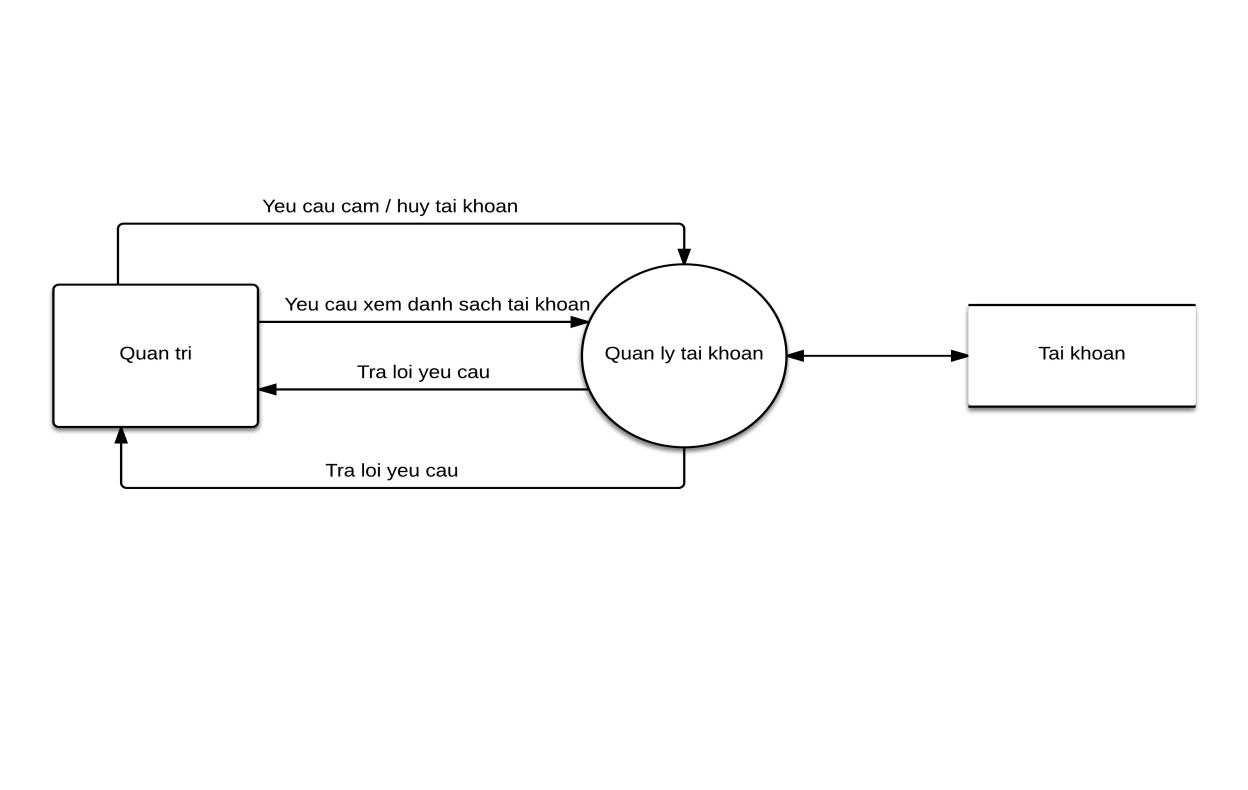 Yeu cau cam / huy tai khoan
Yeu cau xem danh sach tai khoan
Quan tri
Quan ly tai khoan
Tai khoan
Tra loi yeu cau
Tra loi yeu cau